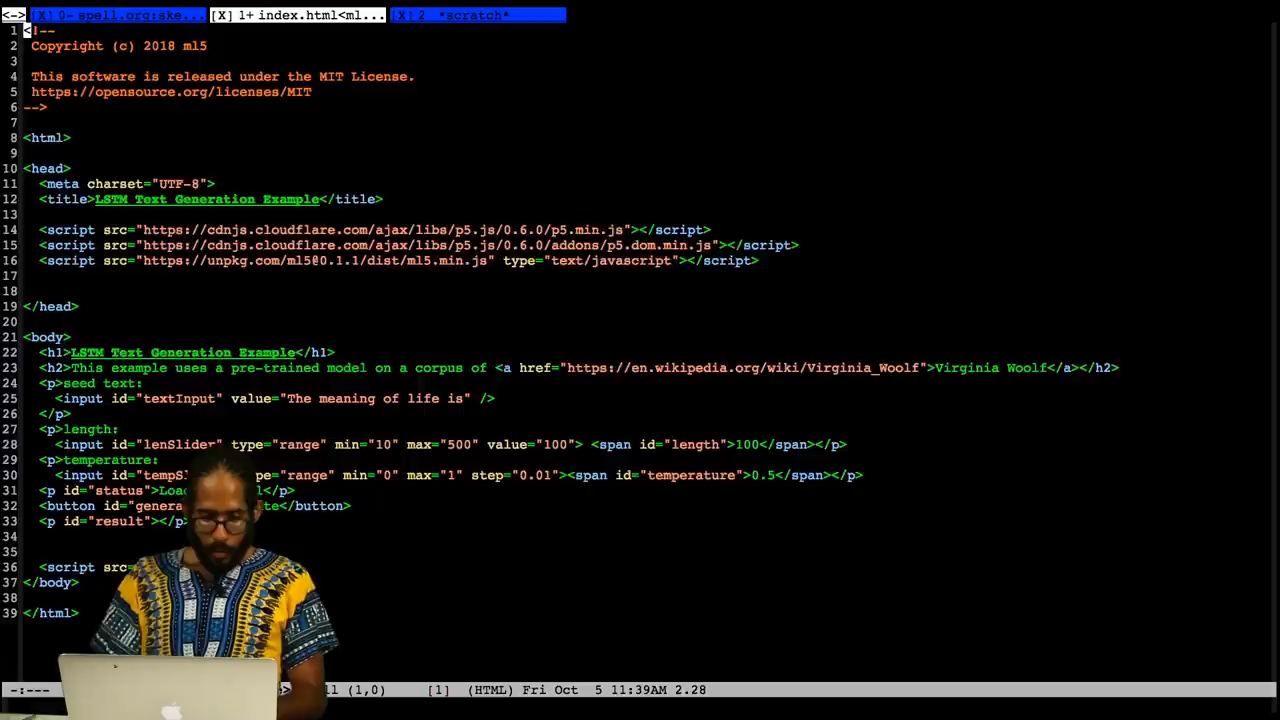 <-> [X] 0- spell.org:ske... [X] 1+ index.html<ml... [X] 2 *scratch*
1 <!--
2 Copyright (c) 2018 ml5
3
4 This software is released under the MIT License.
5 https://opensource.org/licenses/MIT
6 -->
7
8 <html>
9
10 <head>
11 <meta charset="UTF-8">
12 <title>LSTM Text Generation Example</title>
13
14 <script src="https://cdnjs.cloudflare.com/ajax/libs/p5.js/0.6.0/p5.min.js"></script>
15 <script src="https://cdnjs.cloudflare.com/ajax/libs/p5.js/0.6.0/addons/p5.dom.min.js"></script>
16 <script src="https://unpkg.com/ml5@0.1.1/dist/ml5.min.js" type="text/javascript"></script>
17
18
19 </head>
20
21 <body>
22 <h1>LSTM Text Generation Example</h1>
23 <h2>This example uses a pre-trained model on a corpus of <a href="https://en.wikipedia.org/wiki/Virginia_Woolf">Virginia Woolf</a></h2>
24 <p>seed text:
25 <input id="textInput" value="The meaning of life is" />
26 </p>
27 <p>length:
28 <input id="lenSlider" type="range" min="10" max="500" value="100"> <span id="length">100</span></p>
29 <p>temperature:
30 <input id="tempS pe="range" min="0" max="1" step="0.01"><span id="temperature">0.5</span></p>
31 <p id="status">Loa l</p>
32 <button id="genera te</button>
33 <p id="result"></p>
34
35
36 <script src=
37 </body>
38
39 </html>
-:--- ll (1,0) [1] (HTML) Fri Oct 5 11:39AM 2.28